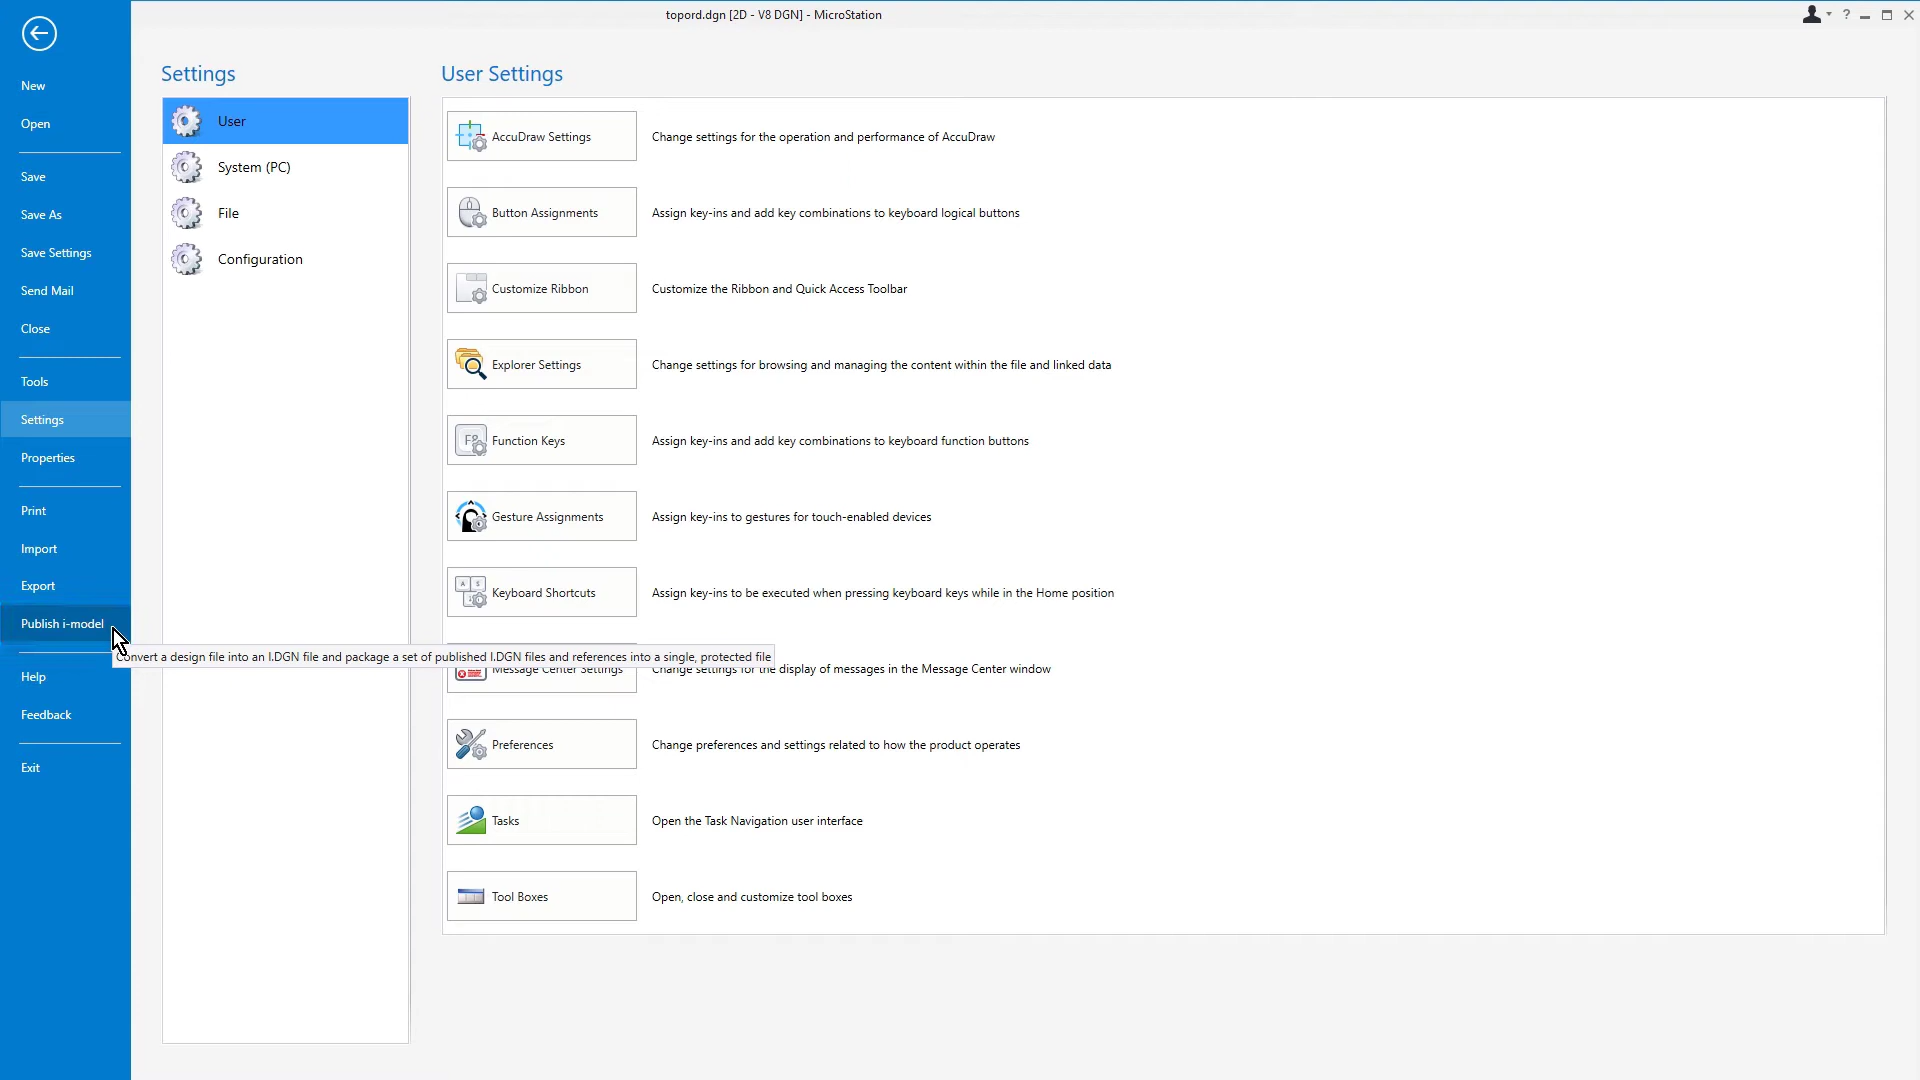 topord.dgn [2D - V8 DGN] - MicroStation
?
New
Open
Save
Save As
Save Settings
Send Mail
Close
Tools
Settings
Properties
Print
Import
Export
Publish i-model
Help
Feedback
Exit
Settings
User
System (PC)
File
Configuration
User Settings
AccuDraw Settings Change settings for the operation and performance of AccuDraw
Button Assignments Assign key-ins and add key combinations to keyboard logical buttons
Customize Ribbon Customize the Ribbon and Quick Access Toolbar
Explorer Settings Change settings for browsing and managing the content within the file and linked data
Function Keys Assign key-ins and add key combinations to keyboard function buttons
Gesture Assignments Assign key-ins to gestures for touch-enabled devices
Keyboard Shortcuts Assign key-ins to be executed when pressing keyboard keys while in the Home position
Convert a design file into an I.DGN file and package a set of published I.DGN files and references into a single, protected file
Message Center Settings Change settings for the display of messages in the Message Center window
Preferences Change preferences and settings related to how the product operates
Tasks Open the Task Navigation user interface
Tool Boxes Open, close and customize tool boxes